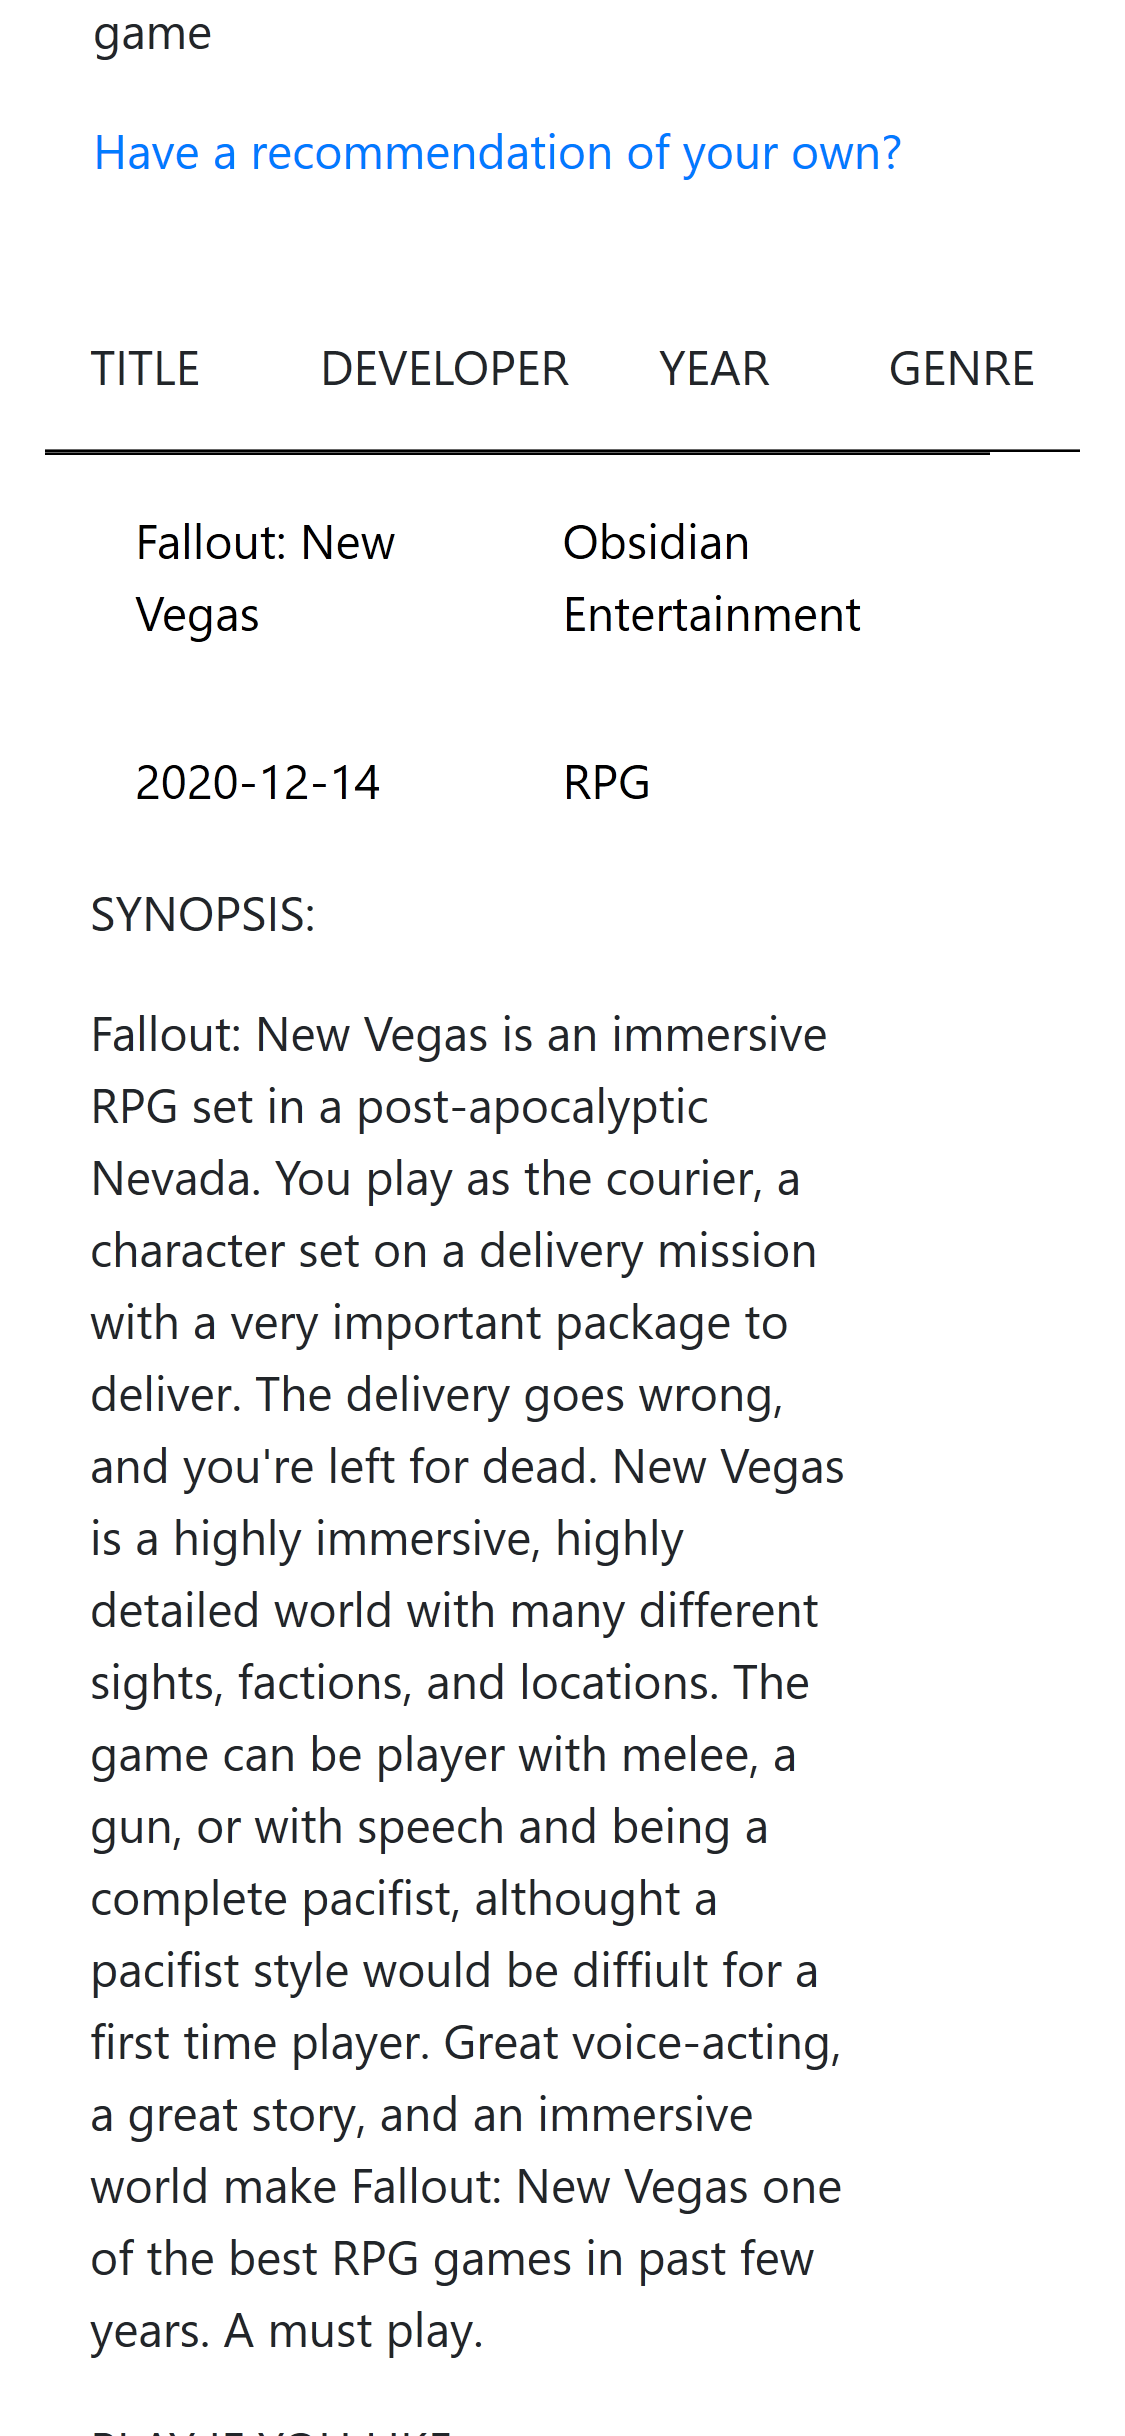 game
Have a recommendation of your own?
TITLE DEVELOPER YEAR GENRE
Fallout: New Vegas
Obsidian Entertainment
2020-12-14 RPG
SYNOPSIS:
Fallout: New Vegas is an immersive
RPG set in a post-apocalyptic
Nevada. You play as the courier, a
character set on a delivery mission
with a very important package to
deliver. The delivery goes wrong,
and you're left for dead. New Vegas
is a highly immersive, highly
detailed world with many different
sights, factions, and locations. The
game can be player with melee, a
gun, or with speech and being a
complete pacifist, althought a
pacifist style would be diffiult for a
first time player. Great voice-acting,
a great story, and an immersive
world make Fallout: New Vegas one
of the best RPG games in past few
years. A must play.